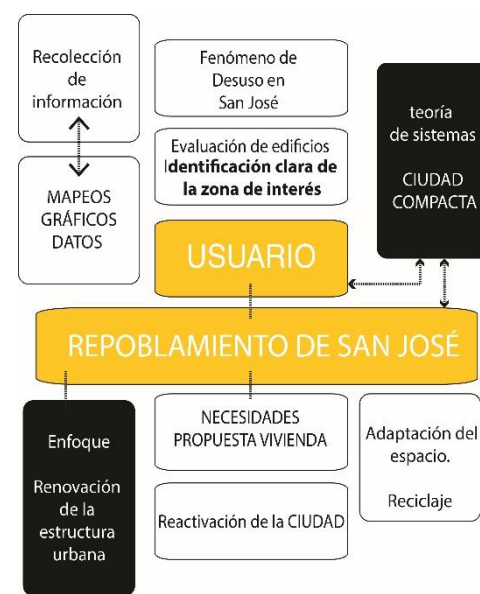 Recolección
de
información
MAPEOS
GRÁFICOS
DATOS
Fenómeno de
Desuso en
San José
Evaluación de edificios
Identificación clara de
la zona de interés
teoría
de sistemas
CIUDAD
COMPACTA
USUARIO
REPOBLAMIENTO DE SAN JOSÉ
Enfoque
Renovación
de la
estructura
urbana
NECESIDADES
PROPUESTA VIVIENDA
Reactivación de la CIUDAD
Adaptación del
espacio.
Reciclaje